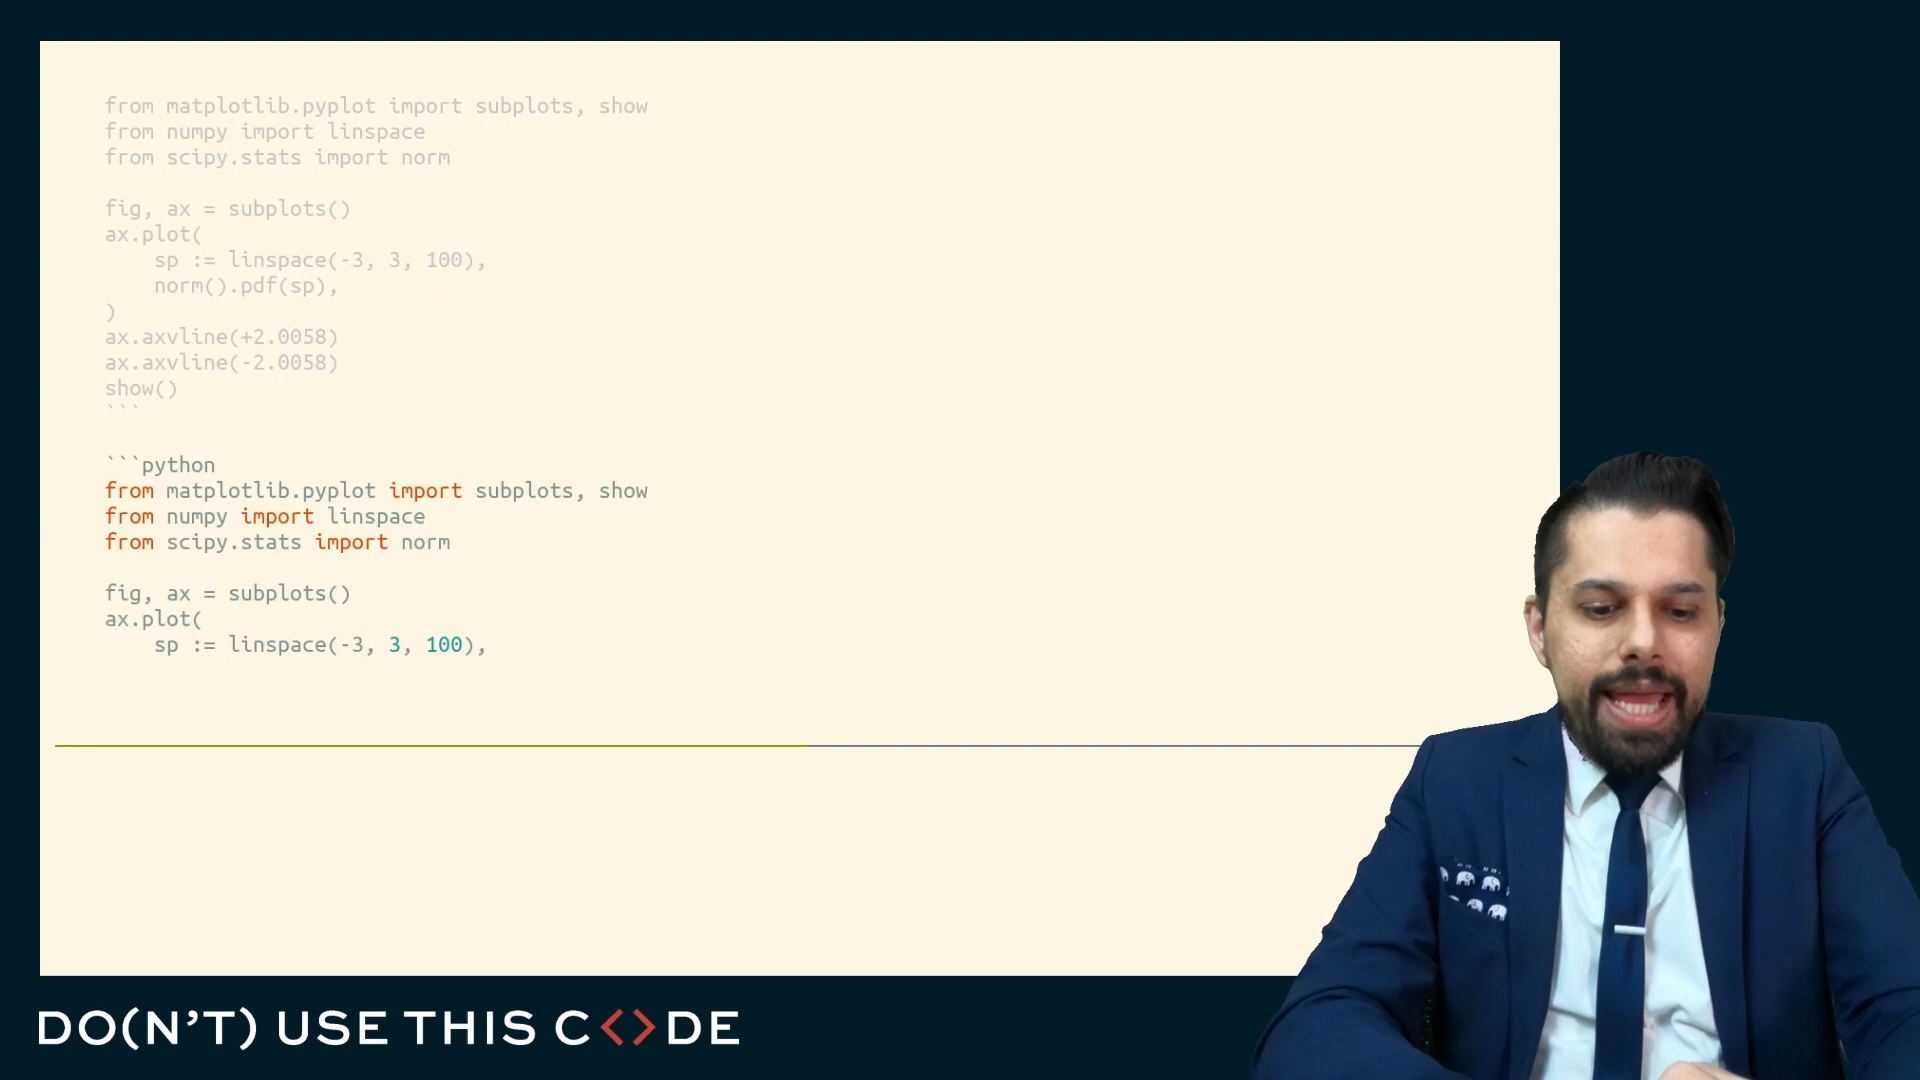 from matplotlib.pyplot import subplots, show
from numpy import linspace
from scipy.stats import norm

fig, ax = subplots()
ax.plot(
    sp := linspace(-3, 3, 100),
    norm().pdf(sp),
)
ax.axvline(+2.0058)
ax.axvline(-2.0058)
show()
```

```python
from matplotlib.pyplot import subplots, show
from numpy import linspace
from scipy.stats import norm

fig, ax = subplots()
ax.plot(
    sp := linspace(-3, 3, 100),
DO(N’T) USE THIS C<>DE